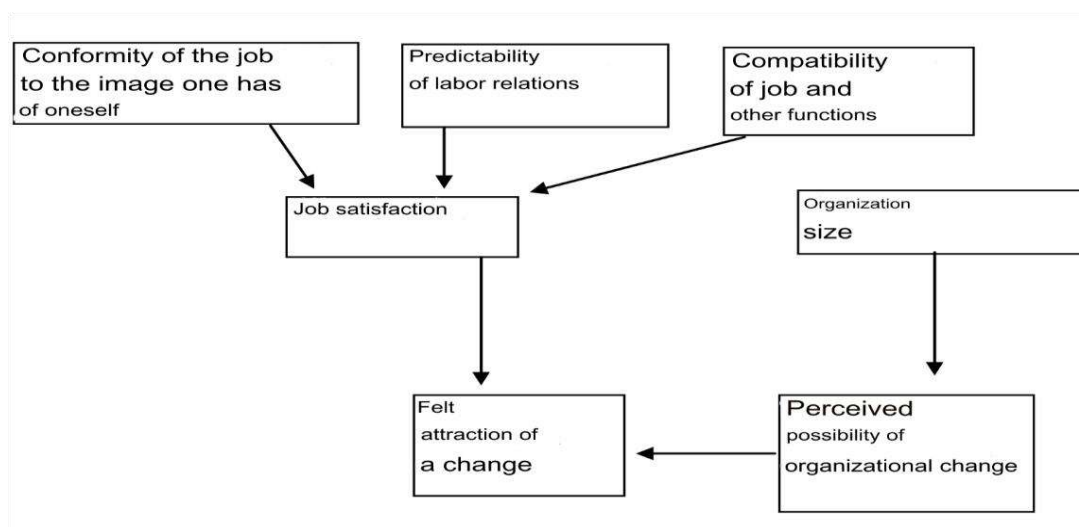 Conformity of the job
to the image one has
of oneself
Predictability
of labor relations
Compatibility
of job and
other functions
Job satisfaction
Organization
size
Felt
attraction of
a change
Perceived
possibility of
organizational change